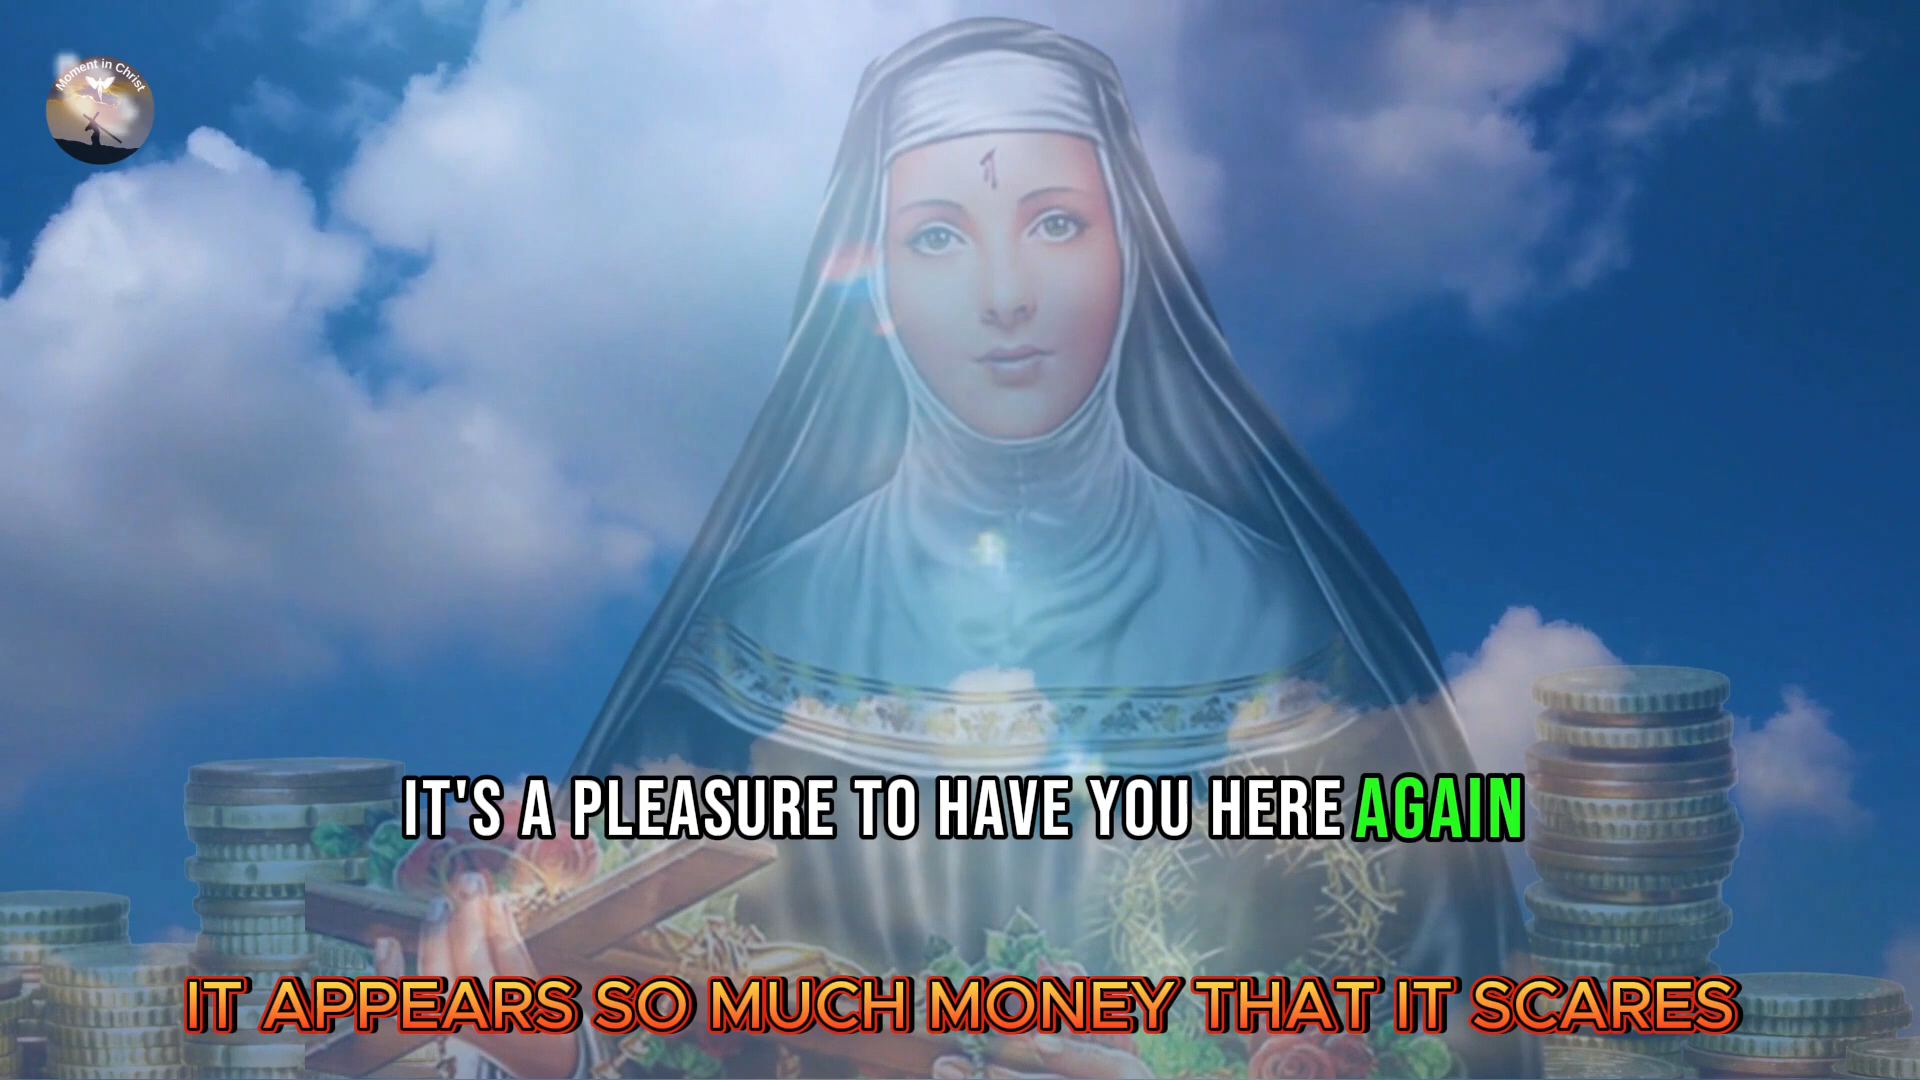 Moment in Christ
IT'S A PLEASURE TO HAVE YOU HERE AGAIN
IT APPEARS SO MUCH MONEY THAT IT SCARES